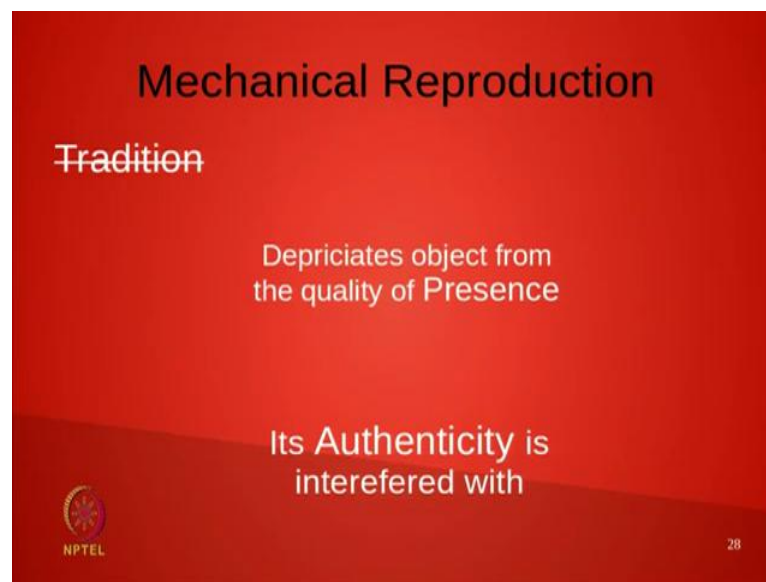 Mechanical Reproduction
Tradition
Depriciates object from
the quality of Presence
Its Authenticity is
interefered with
NPTEL
28